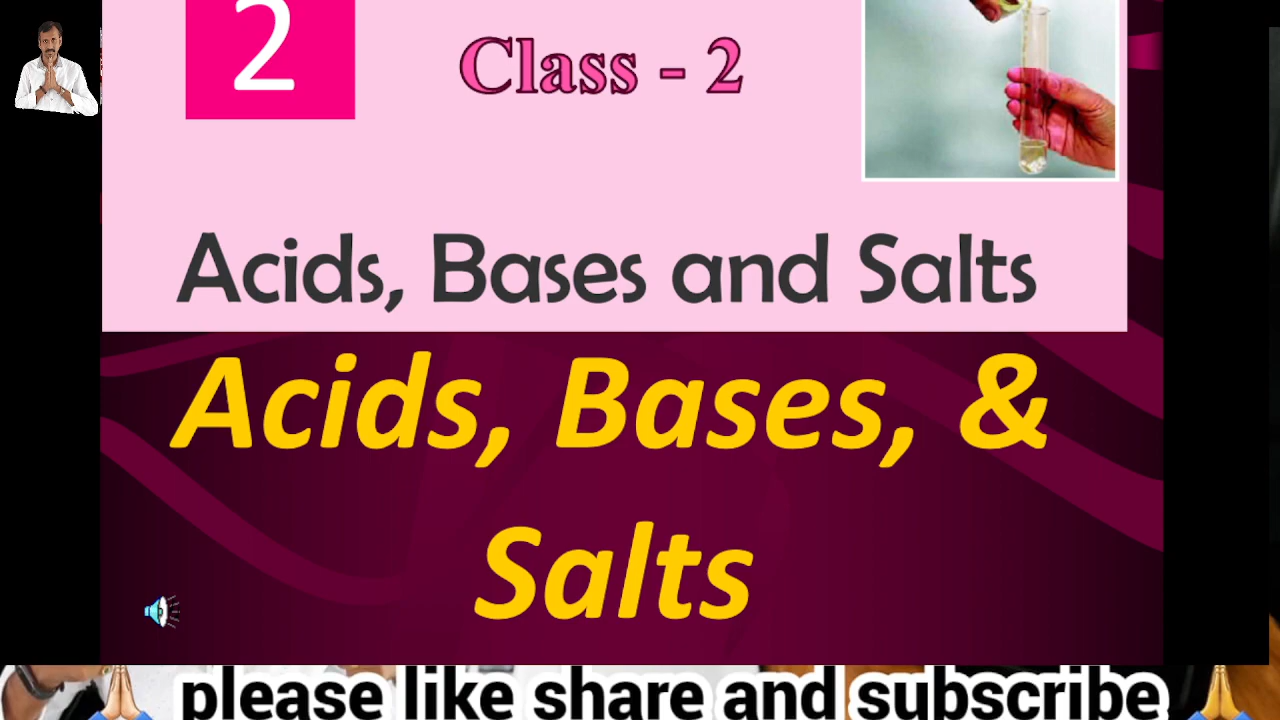 2
Class - 2
Acids, Bases and Salts
Acids, Bases, &
Salts
please like share and subscribe